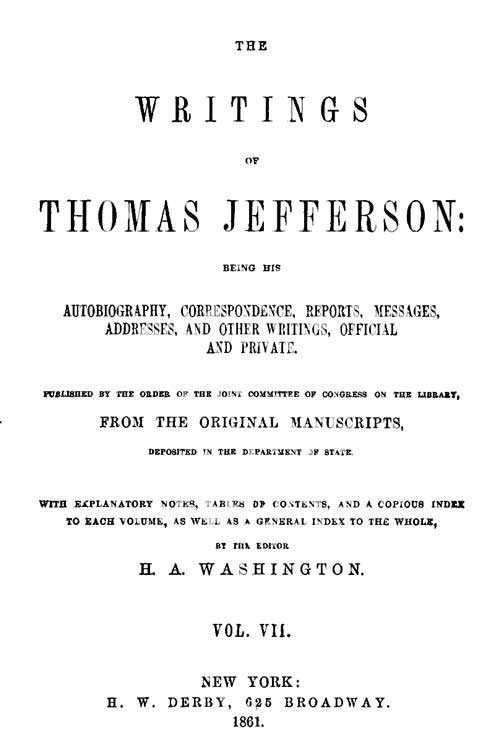 THE
WRITINGS
OF
THOMAS JEFFERSON:
BEING HIS
AUTOBIOGRAPHY, CORRESPONDENCE, REPORTS, MESSAGES,
ADDRESSES, AND OTHER WRITINGS, OFFICIAL
AND PRIVATE.
PUBLISHED BY THE ORDER OF THE JOINT COMMITTEE OF CONGRESS ON THE LIBRARY,
FROM THE ORIGINAL MANUSCRIPTS,
DEPOSITED IN THE DEPARTMENT OF STATE.
WITH EXPLANATORY NOTES, TABLES OF CONTENTS, AND A COPIOUS INDEX
TO EACH VOLUME, AS WELL AS A GENERAL INDEX TO THE WHOLE,
BY THE EDITOR
H. A. WASHINGTON.
VOL. VII.
NEW YORK:
H. W. DERBY, 625 BROADWAY.
1861.